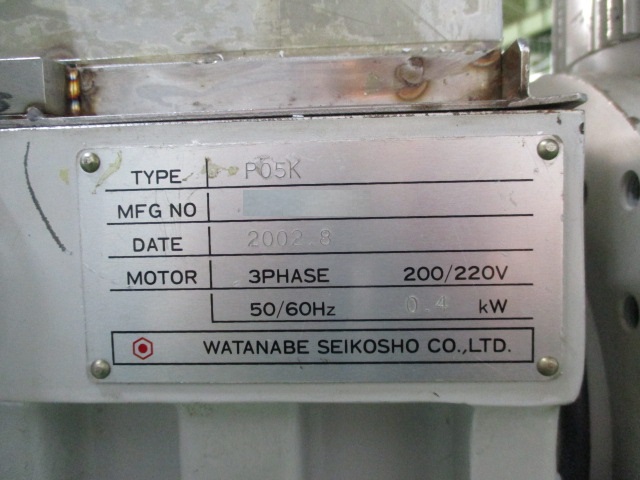 TYPE P05K
MFG NO
DATE 2002.8
MOTOR 3PHASE 200/220V
50/60Hz 0.4 kW
WATANABE SEIKOSHO CO.,LTD.